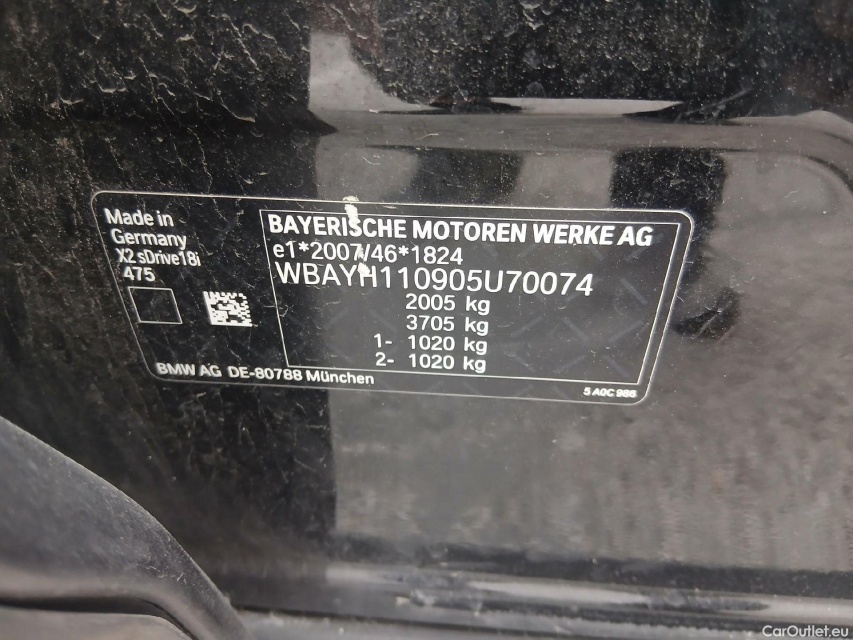 Made in
Germany
X2 sDrive18i
475
BAYERISCHE MOTOREN WERKE AG
e1*2007/46*1824
WBAYH110905U70074
2005 kg
3705 kg
1- 1020 kg
2- 1020 kg
BMW AG DE-80788 München
5 A0C 986
CarOutlet.eu